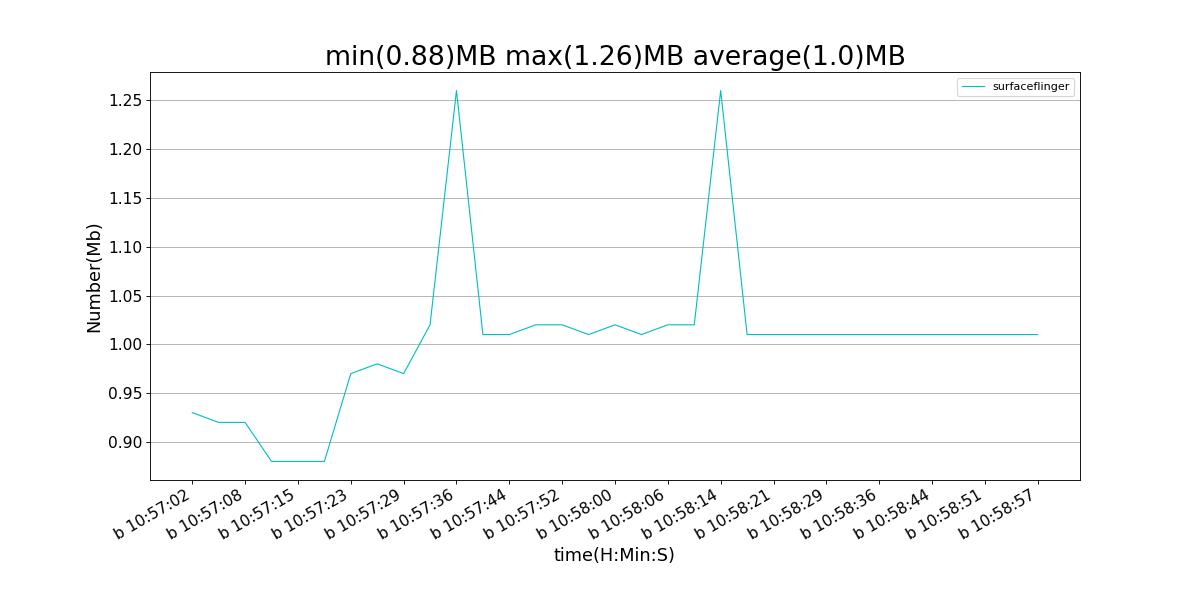 min(0.88)MB max(1.26)MB average(1.0)MB
surfaceflinger
Number(Mb)
1.25
1.20
1.15
1.10
1.05
1.00
0.95
0.90
b 10:57:02
b 10:57:08
b 10:57:15
b 10:57:23
b 10:57:29
b 10:57:36
b 10:57:44
b 10:57:52
b 10:58:00
b 10:58:06
b 10:58:14
b 10:58:21
b 10:58:29
b 10:58:36
b 10:58:44
b 10:58:51
b 10:58:57
time(H:Min:S)